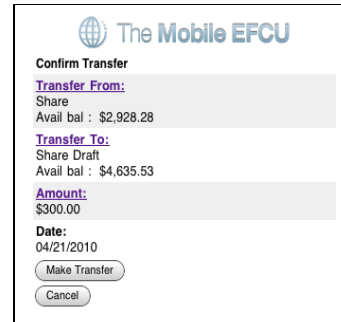 The Mobile EFCU
Confirm Transfer
Transfer From:
Share
Avail bal : $2,928.28
Transfer To:
Share Draft
Avail bal : $4,635.53
Amount:
$300.00
Date:
04/21/2010
Make Transfer
Cancel